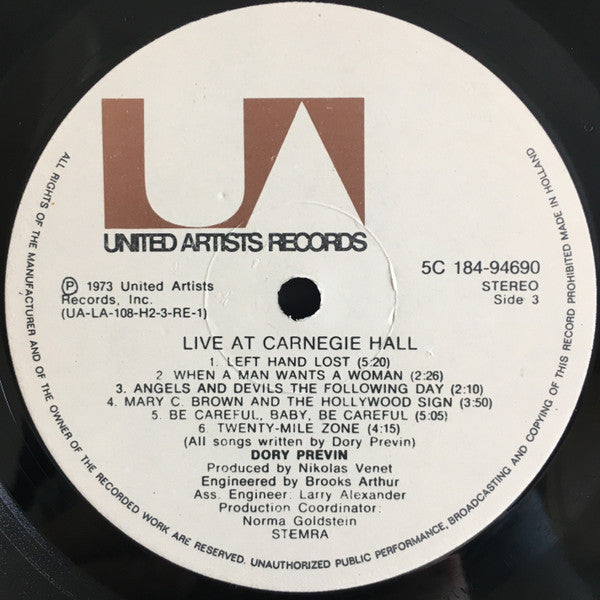 UA
UNITED ARTISTS RECORDS
℗ 1973 United Artists
Records, Inc.
(UA-LA-108-H2-3-RE-1)
5C 184-94690
STEREO
Side 3
LIVE AT CARNEGIE HALL
1. LEFT HAND LOST (5:20)
2. WHEN A MAN WANTS A WOMAN (2:26)
3. ANGELS AND DEVILS THE FOLLOWING DAY (2:10)
4. MARY C. BROWN AND THE HOLLYWOOD SIGN (3:50)
5. BE CAREFUL, BABY, BE CAREFUL (5:05)
6. TWENTY-MILE ZONE (4:15)
(All songs written by Dory Previn)
DORY PREVIN
Produced by Nikolas Venet
Engineered by Brooks Arthur
Ass. Engineer: Larry Alexander
Production Coordinator:
Norma Goldstein
STEMRA
ALL RIGHTS OF THE MANUFACTURER AND OF THE OWNER OF THE RECORDED WORK ARE RESERVED. UNAUTHORIZED PUBLIC PERFORMANCE, BROADCASTING AND COPYING OF THIS RECORD PROHIBITED MADE IN HOLLAND